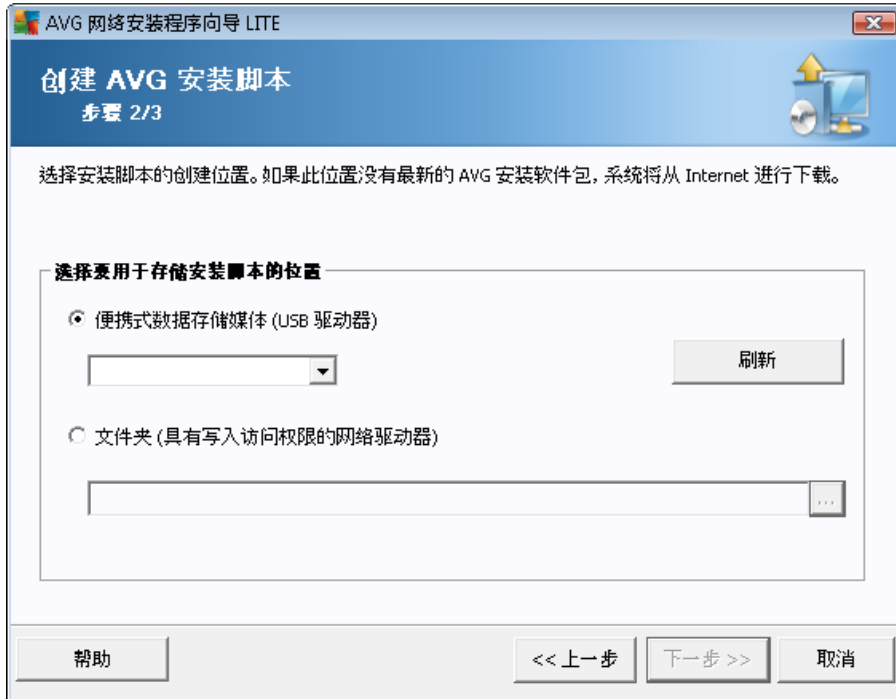 AVG 网络安装程序向导 LITE
创建 AVG 安装脚本
步骤 2/3
选择安装脚本的创建位置。如果此位置没有最新的 AVG 安装软件包，系统将从 Internet 进行下载。
选择要用于存储安装脚本的位置
便携式数据存储媒体 (USB 驱动器)
刷新
文件夹 (具有写入访问权限的网络驱动器)
...
帮助
<< 上一步
下一步 >>
取消